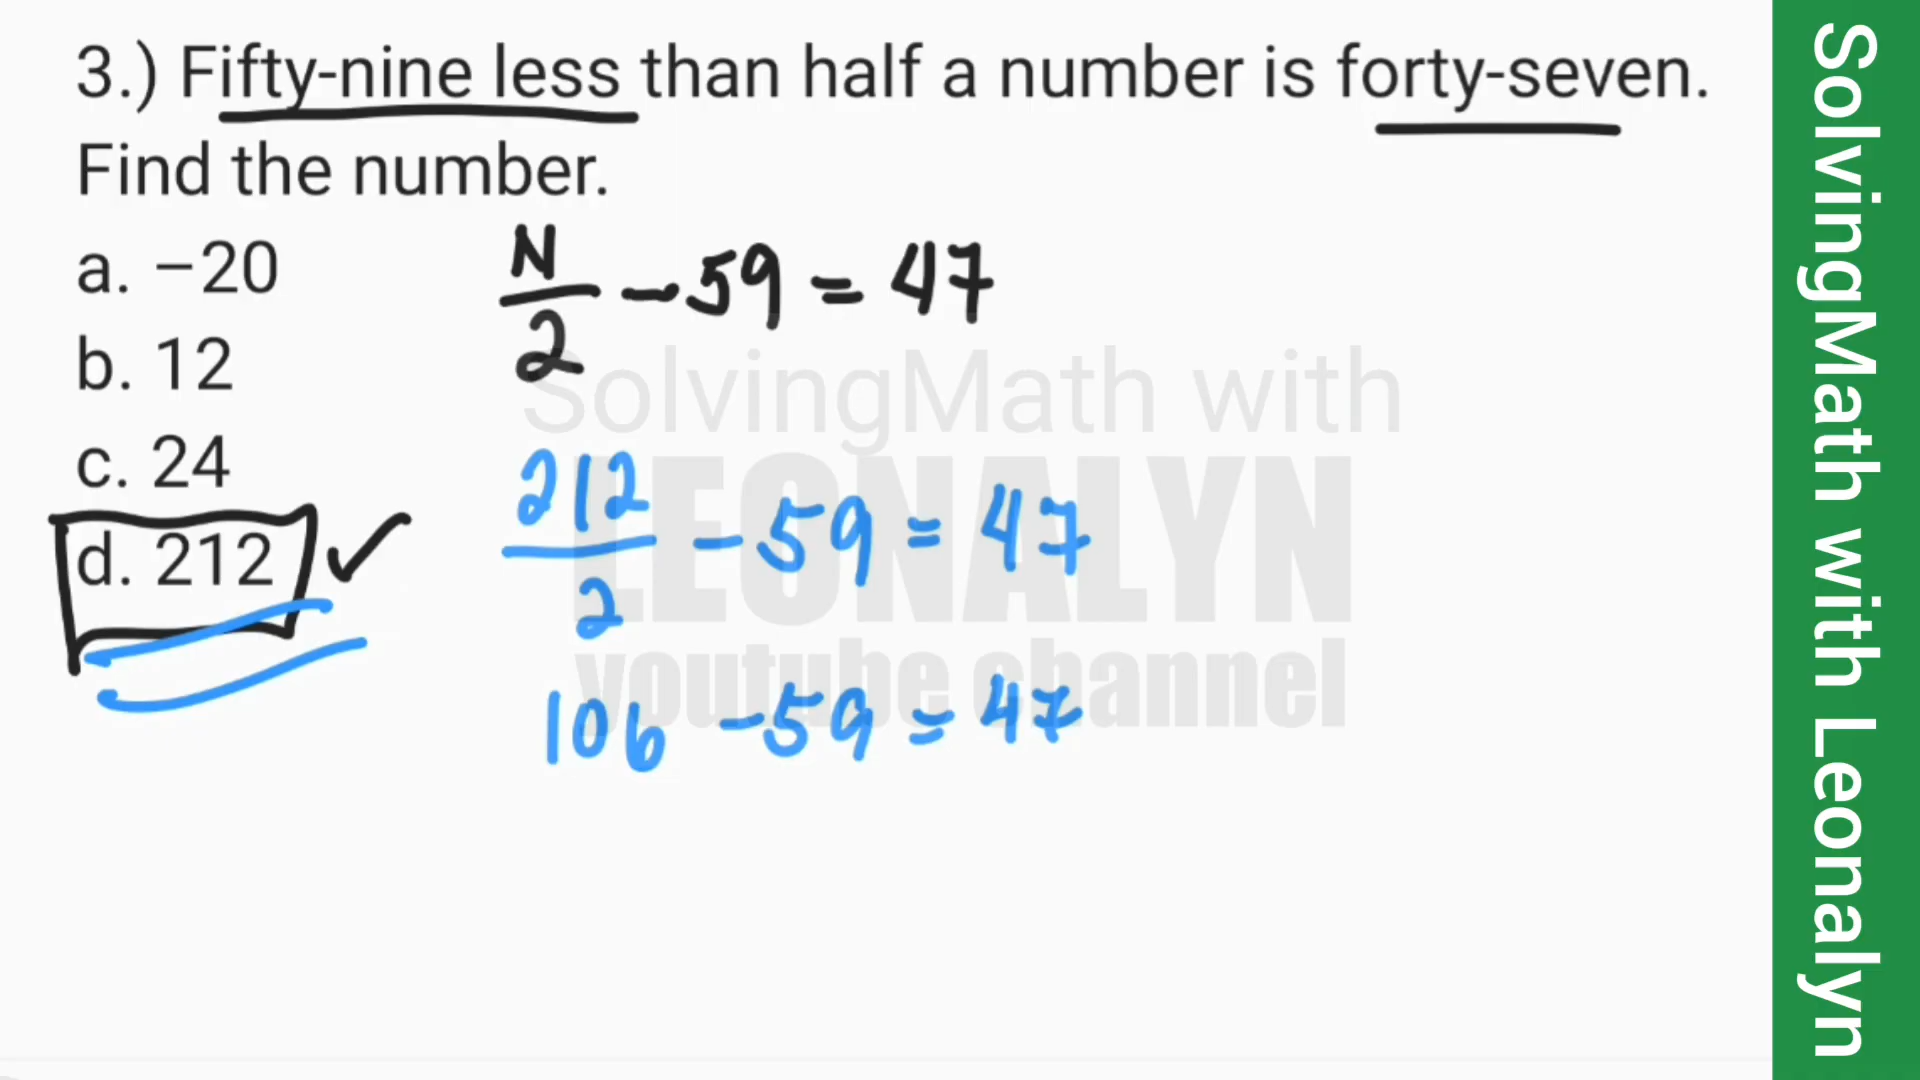 3.) Fifty-nine less than half a number is forty-seven.
Find the number.
a. –20
b. 12
c. 24
d. 212 ✓
N/2 - 59 = 47
212/2 - 59 = 47
106 - 59 = 47
SolvingMath with
LEONALYN
youtube channel
SolvingMath with Leonalyn